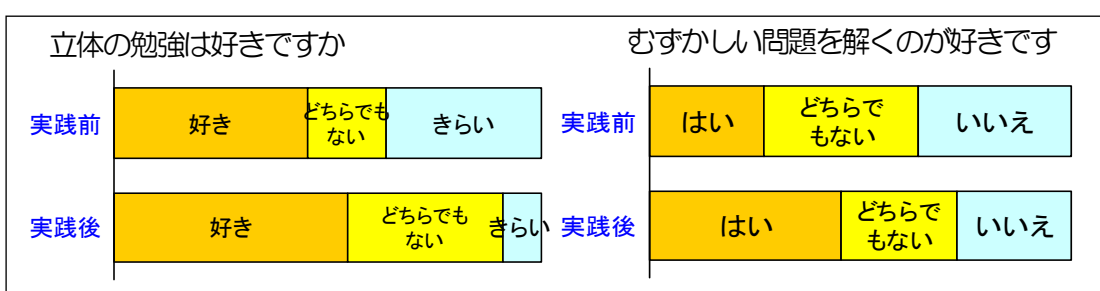 立体の勉強は好きですか
実践前
好き
どちらでも
ない
きらい
実践後
好き
どちらでも
ない
きらい
むずかしい問題を解くのが好きです
実践前
はい
どちらで
もない
いいえ
実践後
はい
どちらで
もない
いいえ